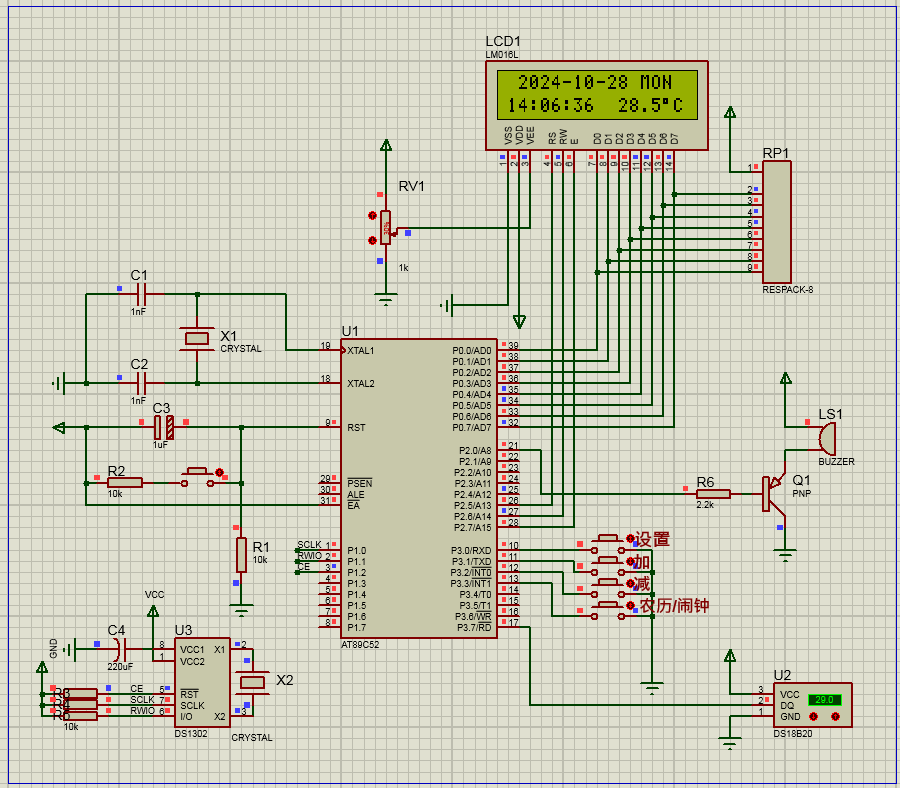 LCD1
LM016L
2024-10-28 MON
14:06:36 28.5°C
VSS VDD VEE RS RW E D0 D1 D2 D3 D4 D5 D6 D7
1 2 3 4 5 6 7 8 9 10 11 12 13 14
RP1
1
2
3
4
5
6
7
8
9
RESPACK-8
RV1
1k
C1
1nF
X1
CRYSTAL
C2
1nF
C3
1uF
R2
10k
R1
10k
U1
19 XTAL1
18 XTAL2
9 RST
29 PSEN
30 ALE
31 EA
SCLK 1 P1.0
RWIO 2 P1.1
CE 3 P1.2
4 P1.3
5 P1.4
6 P1.5
7 P1.6
8 P1.7
P0.0/AD0 39
P0.1/AD1 38
P0.2/AD2 37
P0.3/AD3 36
P0.4/AD4 35
P0.5/AD5 34
P0.6/AD6 33
P0.7/AD7 32
P2.0/A8 21
P2.1/A9 22
P2.2/A10 23
P2.3/A11 24
P2.4/A12 25
P2.5/A13 26
P2.6/A14 27
P2.7/A15 28
P3.0/RXD 10
P3.1/TXD 11
P3.2/INT0 12
P3.3/INT1 13
P3.4/T0 14
P3.5/T1 15
P3.6/WR 16
P3.7/RD 17
AT89C52
LS1
BUZZER
R6
2.2k
Q1
PNP
设置
加
减
农历/闹钟
VCC
GND
C4
220uF
U3
8 VCC1 X1 2
1 VCC2
CE 5 RST
SCLK 7 SCLK
RWIO 6 I/O X2 3
DS1302
10k
X2
CRYSTAL
U2
3 VCC
2 DQ
1 GND
29.0
DS18B20